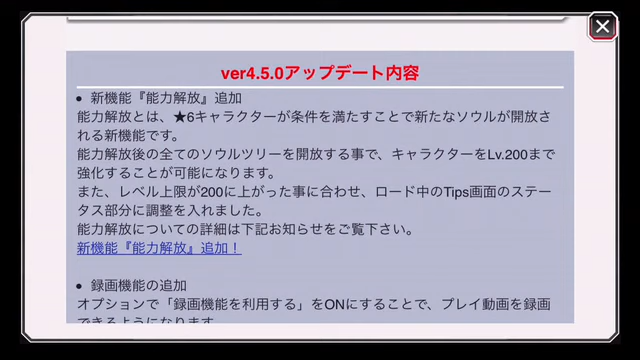 ver4.5.0アップデート内容
● 新機能『能力解放』追加
能力解放とは、★6キャラクターが条件を満たすことで新たなソウルが開放さ
れる新機能です。
能力解放後の全てのソウルツリーを開放する事で、キャラクターをLv.200まで
強化することが可能になります。
また、レベル上限が200に上がった事に合わせ、ロード中のTips画面のステー
タス部分に調整を入れました。
能力解放についての詳細は下記お知らせをご覧下さい。
新機能『能力解放』追加！
● 録画機能の追加
オプションで「録画機能を利用する」をONにすることで、プレイ動画を録画
できるようになります